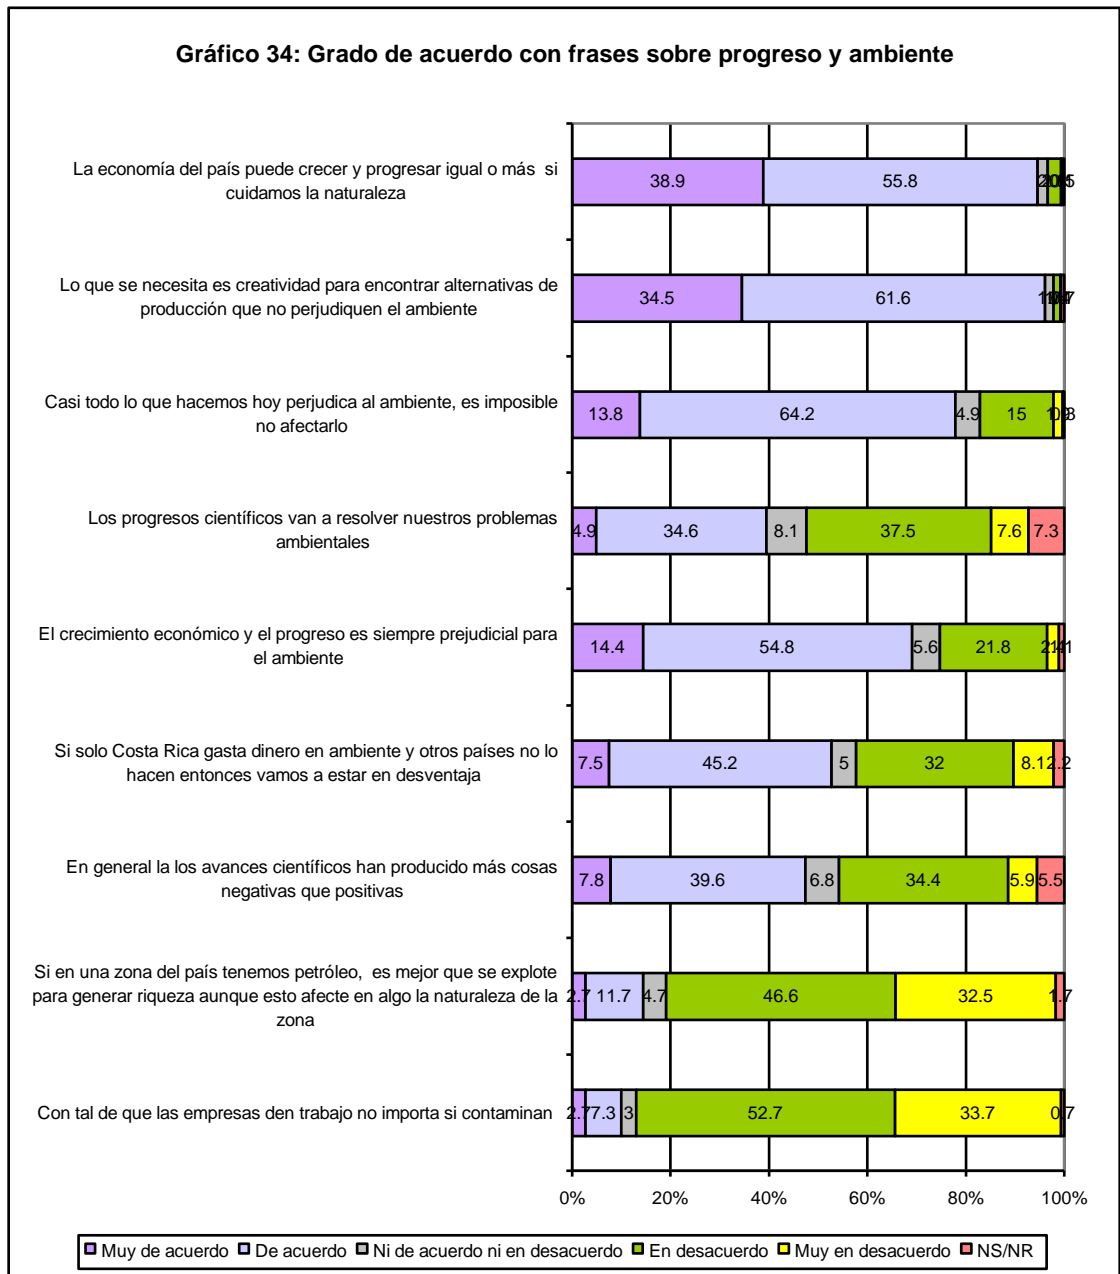 Gráfico 34: Grado de acuerdo con frases sobre progreso y ambiente
La economía del país puede crecer y progresar igual o más si
cuidamos la naturaleza
38.9 55.8
Lo que se necesita es creatividad para encontrar alternativas de
producción que no perjudiquen el ambiente
34.5 61.6
Casi todo lo que hacemos hoy perjudica al ambiente, es imposible
no afectarlo
13.8 64.2 4.9 15
Los progresos científicos van a resolver nuestros problemas
ambientales
4.9 34.6 8.1 37.5 7.6 7.3
El crecimiento económico y el progreso es siempre prejudicial para
el ambiente
14.4 54.8 5.6 21.8
Si solo Costa Rica gasta dinero en ambiente y otros países no lo
hacen entonces vamos a estar en desventaja
7.5 45.2 5 32 8.1 2.2
En general la los avances científicos han producido más cosas
negativas que positivas
7.8 39.6 6.8 34.4 5.9 5.5
Si en una zona del país tenemos petróleo, es mejor que se explote
para generar riqueza aunque esto afecte en algo la naturaleza de la
zona
2.7 11.7 4.7 46.6 32.5 1.7
Con tal de que las empresas den trabajo no importa si contaminan
2.7 7.3 3 52.7 33.7 0.7
0% 20% 40% 60% 80% 100%
Muy de acuerdo De acuerdo Ni de acuerdo ni en desacuerdo En desacuerdo Muy en desacuerdo NS/NR